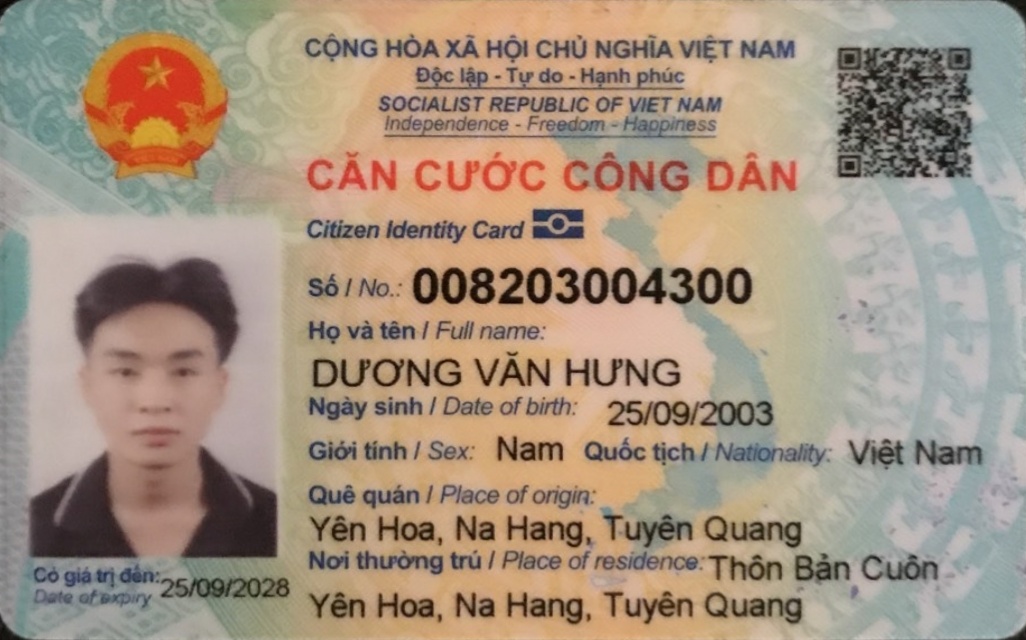 CỘNG HÒA XÃ HỘI CHỦ NGHĨA VIỆT NAM
Độc lập - Tự do - Hạnh phúc
SOCIALIST REPUBLIC OF VIET NAM
Independence - Freedom - Happiness
CĂN CƯỚC CÔNG DÂN
Citizen Identity Card
Số / No.: 008203004300
Họ và tên / Full name:
DƯƠNG VĂN HƯNG
Ngày sinh / Date of birth: 25/09/2003
Giới tính / Sex: Nam Quốc tịch / Nationality: Việt Nam
Quê quán / Place of origin:
Yên Hoa, Na Hang, Tuyên Quang
Nơi thường trú / Place of residence: Thôn Bản Cuôn
Yên Hoa, Na Hang, Tuyên Quang
Có giá trị đến: 25/09/2028
Date of expiry